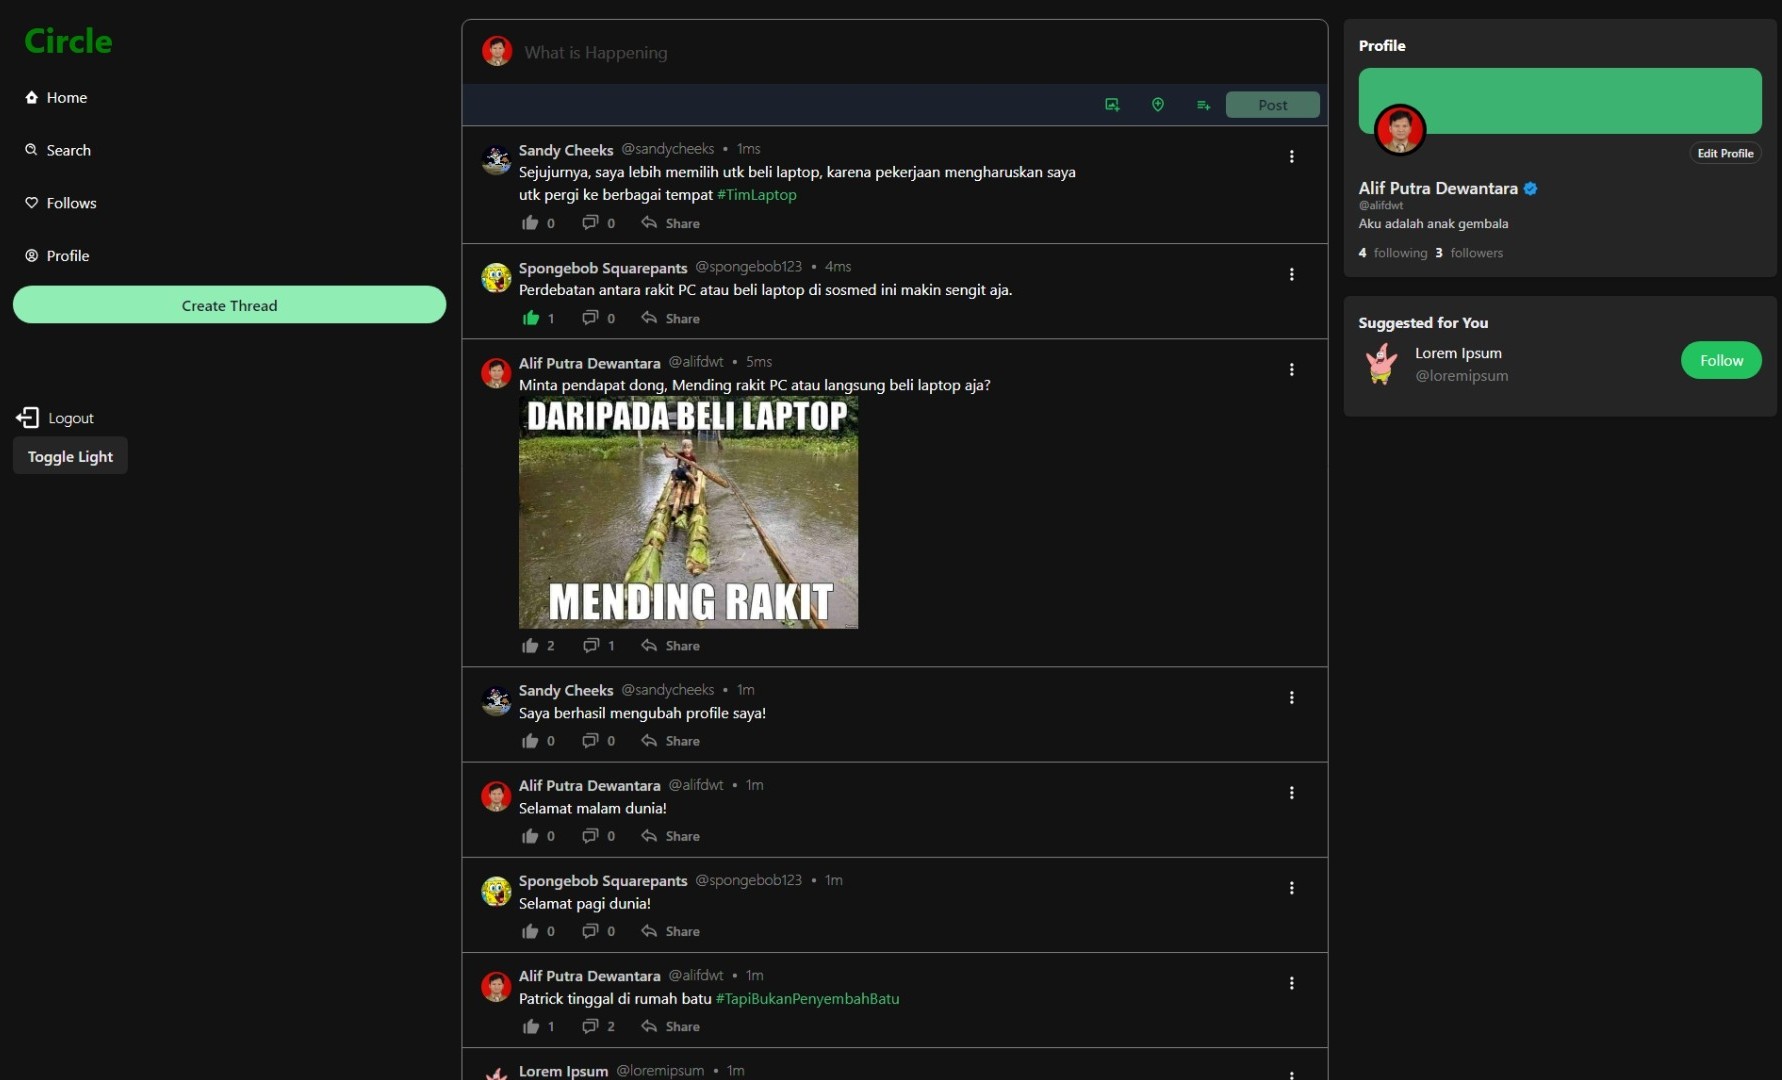 Circle
Home
Search
Follows
Profile
Create Thread
Logout
Toggle Light
What is Happening
Post
Sandy Cheeks @sandycheeks • 1ms
Sejujurnya, saya lebih memilih utk beli laptop, karena pekerjaan mengharuskan saya
utk pergi ke berbagai tempat #TimLaptop
0 0 Share
Spongebob Squarepants @spongebob123 • 4ms
Perdebatan antara rakit PC atau beli laptop di sosmed ini makin sengit aja.
1 0 Share
Alif Putra Dewantara @alifdwt • 5ms
Minta pendapat dong, Mending rakit PC atau langsung beli laptop aja?
DARIPADA BELI LAPTOP
MENDING RAKIT
2 1 Share
Sandy Cheeks @sandycheeks • 1m
Saya berhasil mengubah profile saya!
0 0 Share
Alif Putra Dewantara @alifdwt • 1m
Selamat malam dunia!
0 0 Share
Spongebob Squarepants @spongebob123 • 1m
Selamat pagi dunia!
0 0 Share
Alif Putra Dewantara @alifdwt • 1m
Patrick tinggal di rumah batu #TapiBukanPenyembahBatu
1 2 Share
Lorem Ipsum @loremipsum • 1m
Profile
Edit Profile
Alif Putra Dewantara
@alifdwt
Aku adalah anak gembala
4 following 3 followers
Suggested for You
Lorem Ipsum
@loremipsum
Follow